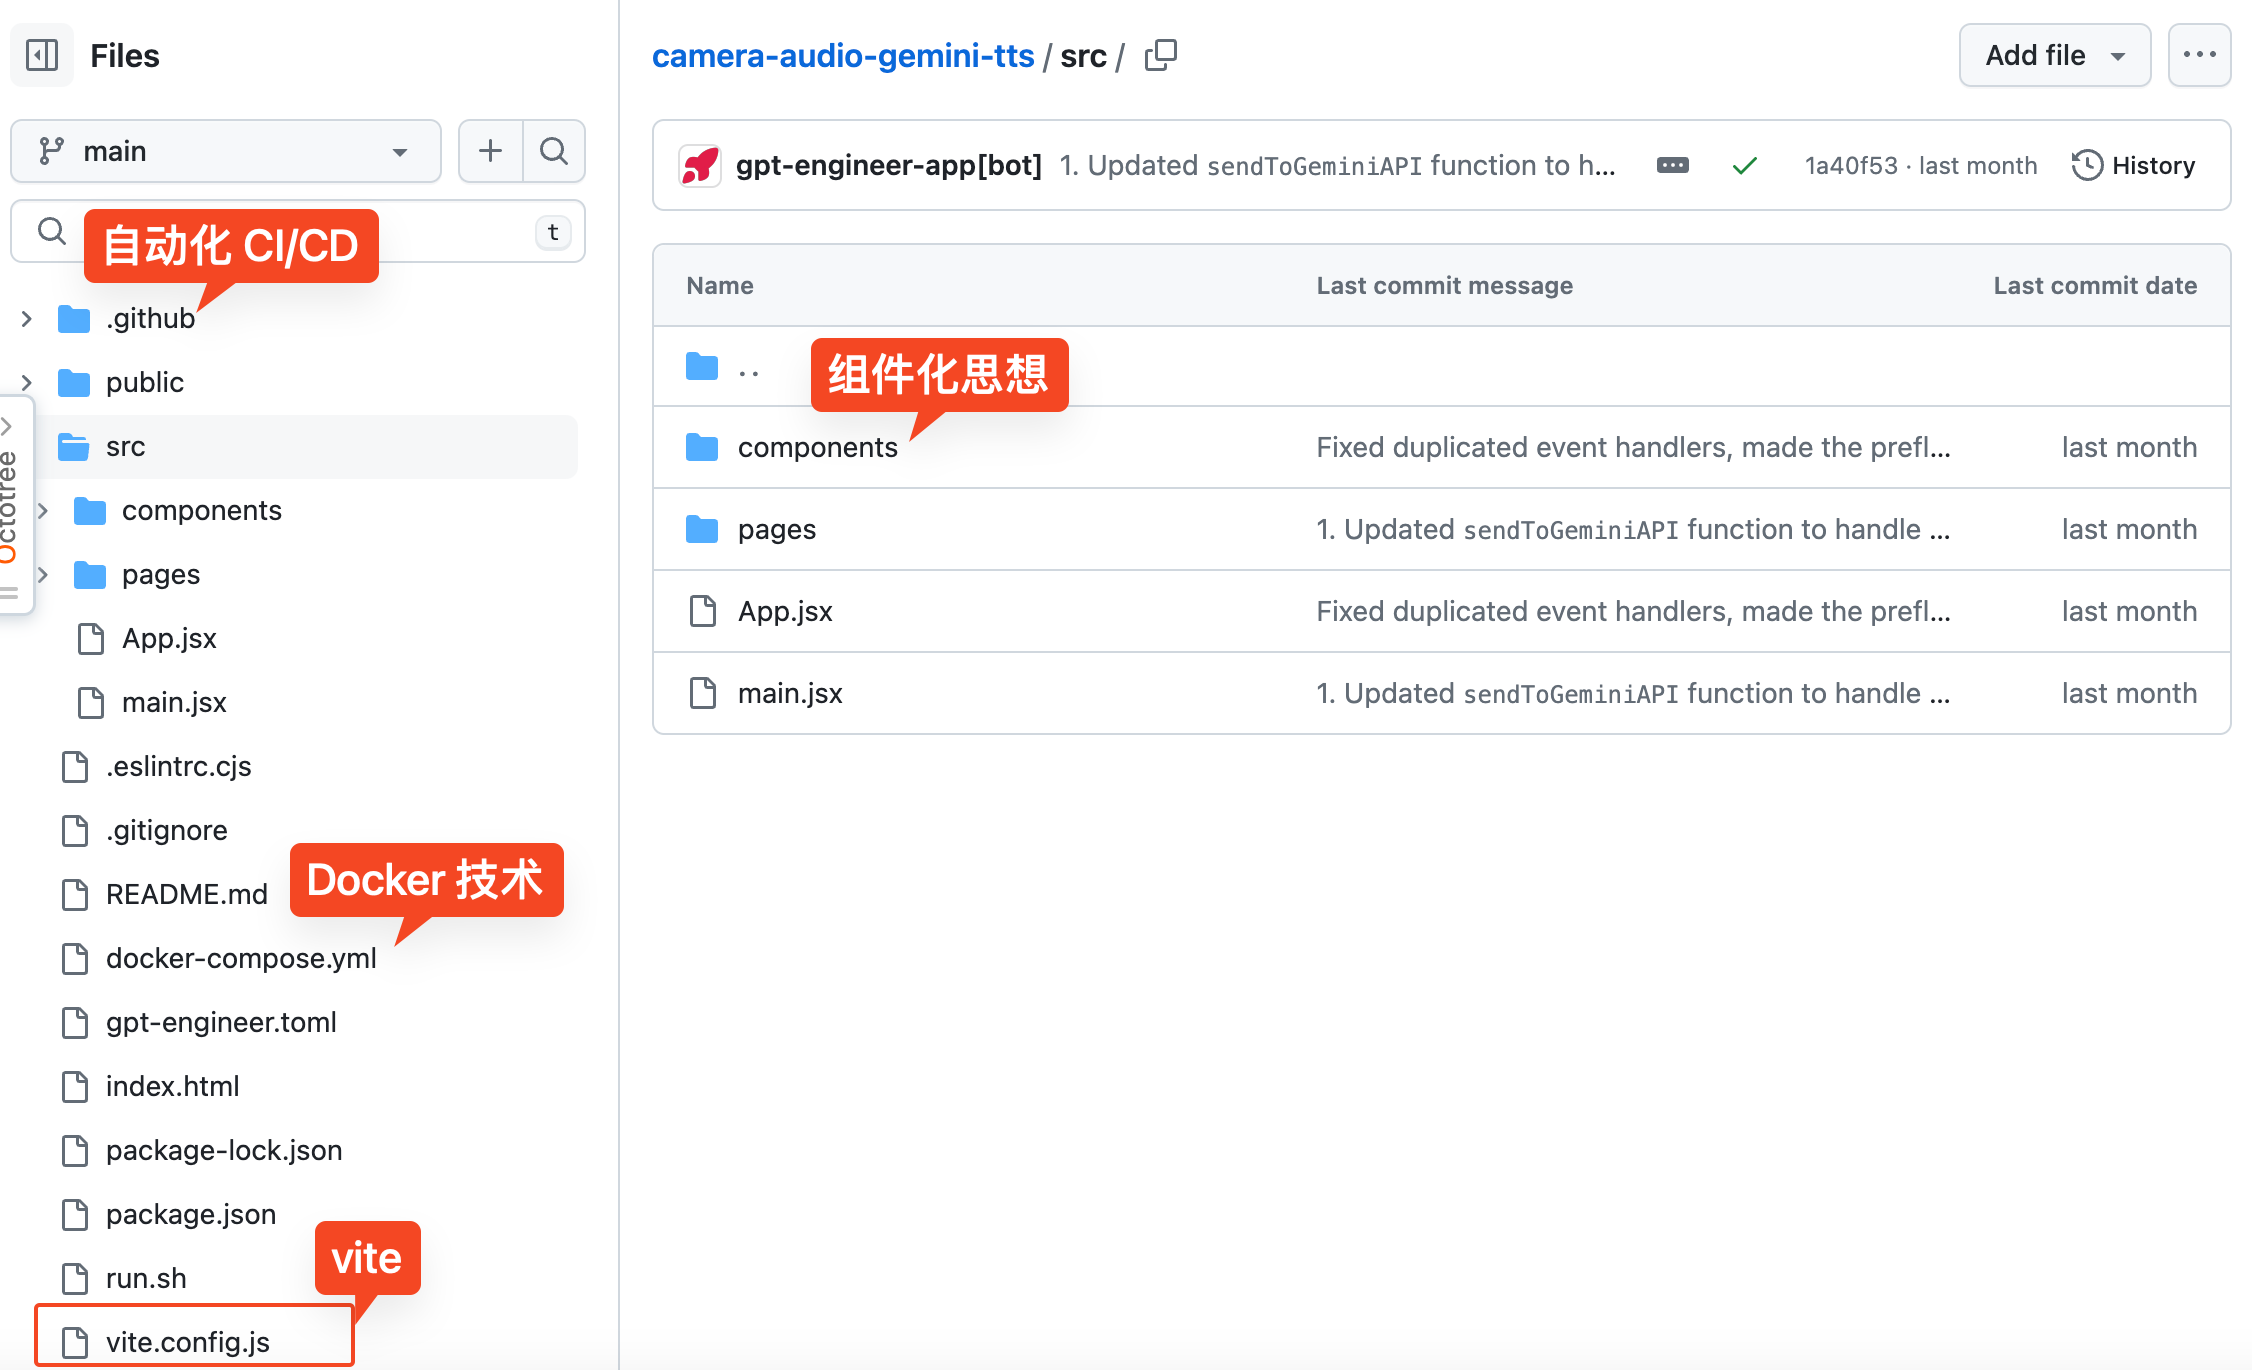 Files
main
自动化 CI/CD
t
.github
public
src
components
pages
App.jsx
main.jsx
.eslintrc.cjs
.gitignore
README.md
Docker 技术
docker-compose.yml
gpt-engineer.toml
index.html
package-lock.json
package.json
run.sh
vite
vite.config.js
Octotree
camera-audio-gemini-tts / src /
Add file
gpt-engineer-app[bot] 1. Updated sendToGeminiAPI function to h... 1a40f53 · last month History
Name Last commit message Last commit date
..
组件化思想
components Fixed duplicated event handlers, made the prefl... last month
pages 1. Updated sendToGeminiAPI function to handle ... last month
App.jsx Fixed duplicated event handlers, made the prefl... last month
main.jsx 1. Updated sendToGeminiAPI function to handle ... last month